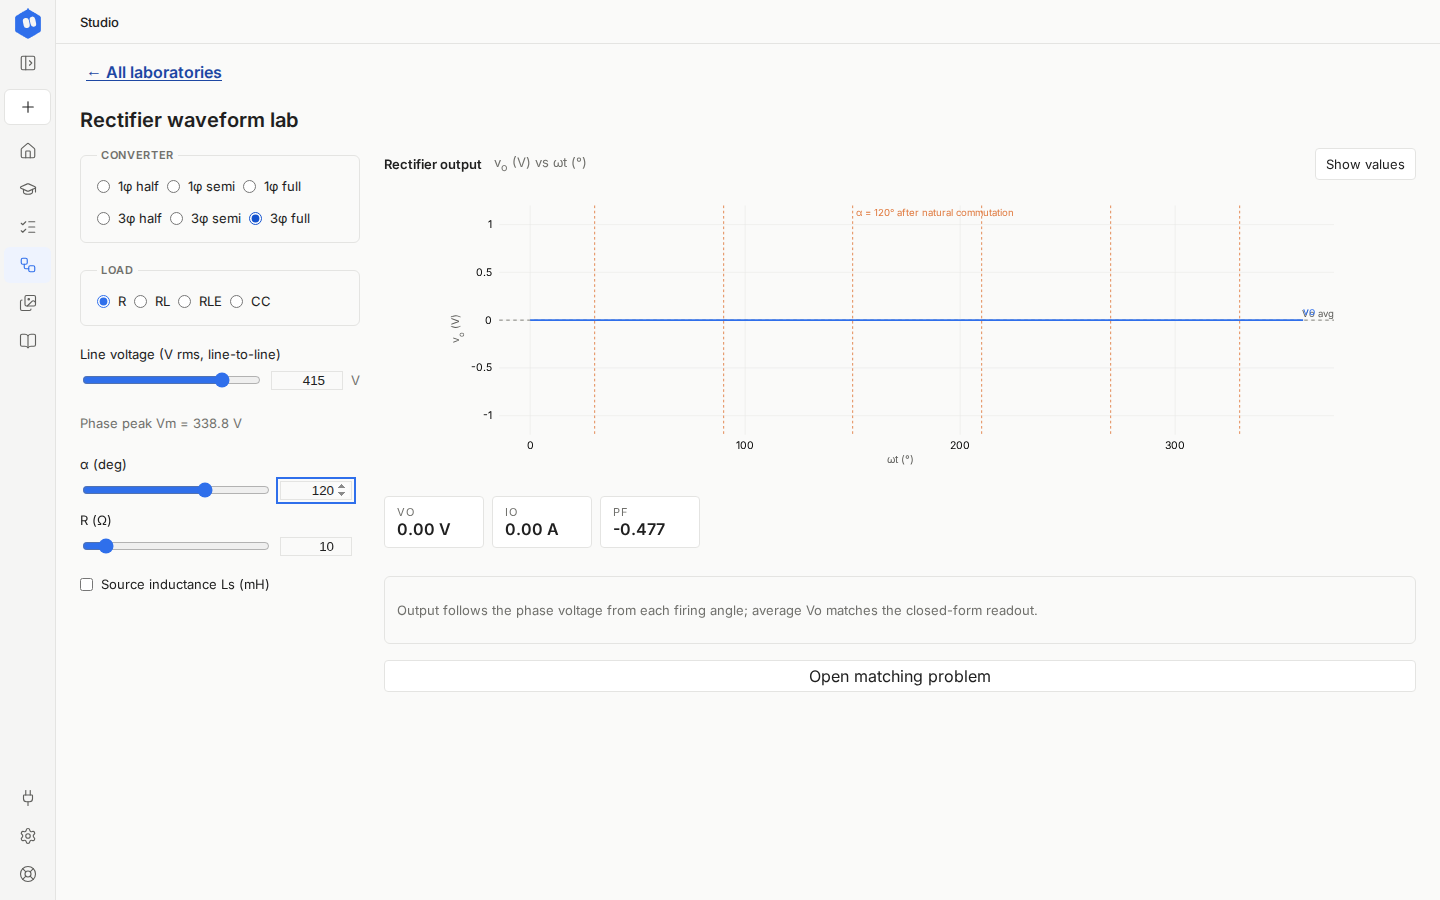 Studio
← All laboratories
Rectifier waveform lab
CONVERTER
1φ half 1φ semi 1φ full
3φ half 3φ semi 3φ full
LOAD
R RL RLE CC
Line voltage (V rms, line-to-line)
415 V
Phase peak Vm = 338.8 V
α (deg)
120
R (Ω)
10
Source inductance Ls (mH)
Rectifier output vo (V) vs ωt (°)
Show values
α = 120° after natural commutation
1
0.5
0
-0.5
-1
vo (V)
avg
0 100 200 300
ωt (°)
VO
0.00 V
IO
0.00 A
PF
-0.477
Output follows the phase voltage from each firing angle; average Vo matches the closed-form readout.
Open matching problem